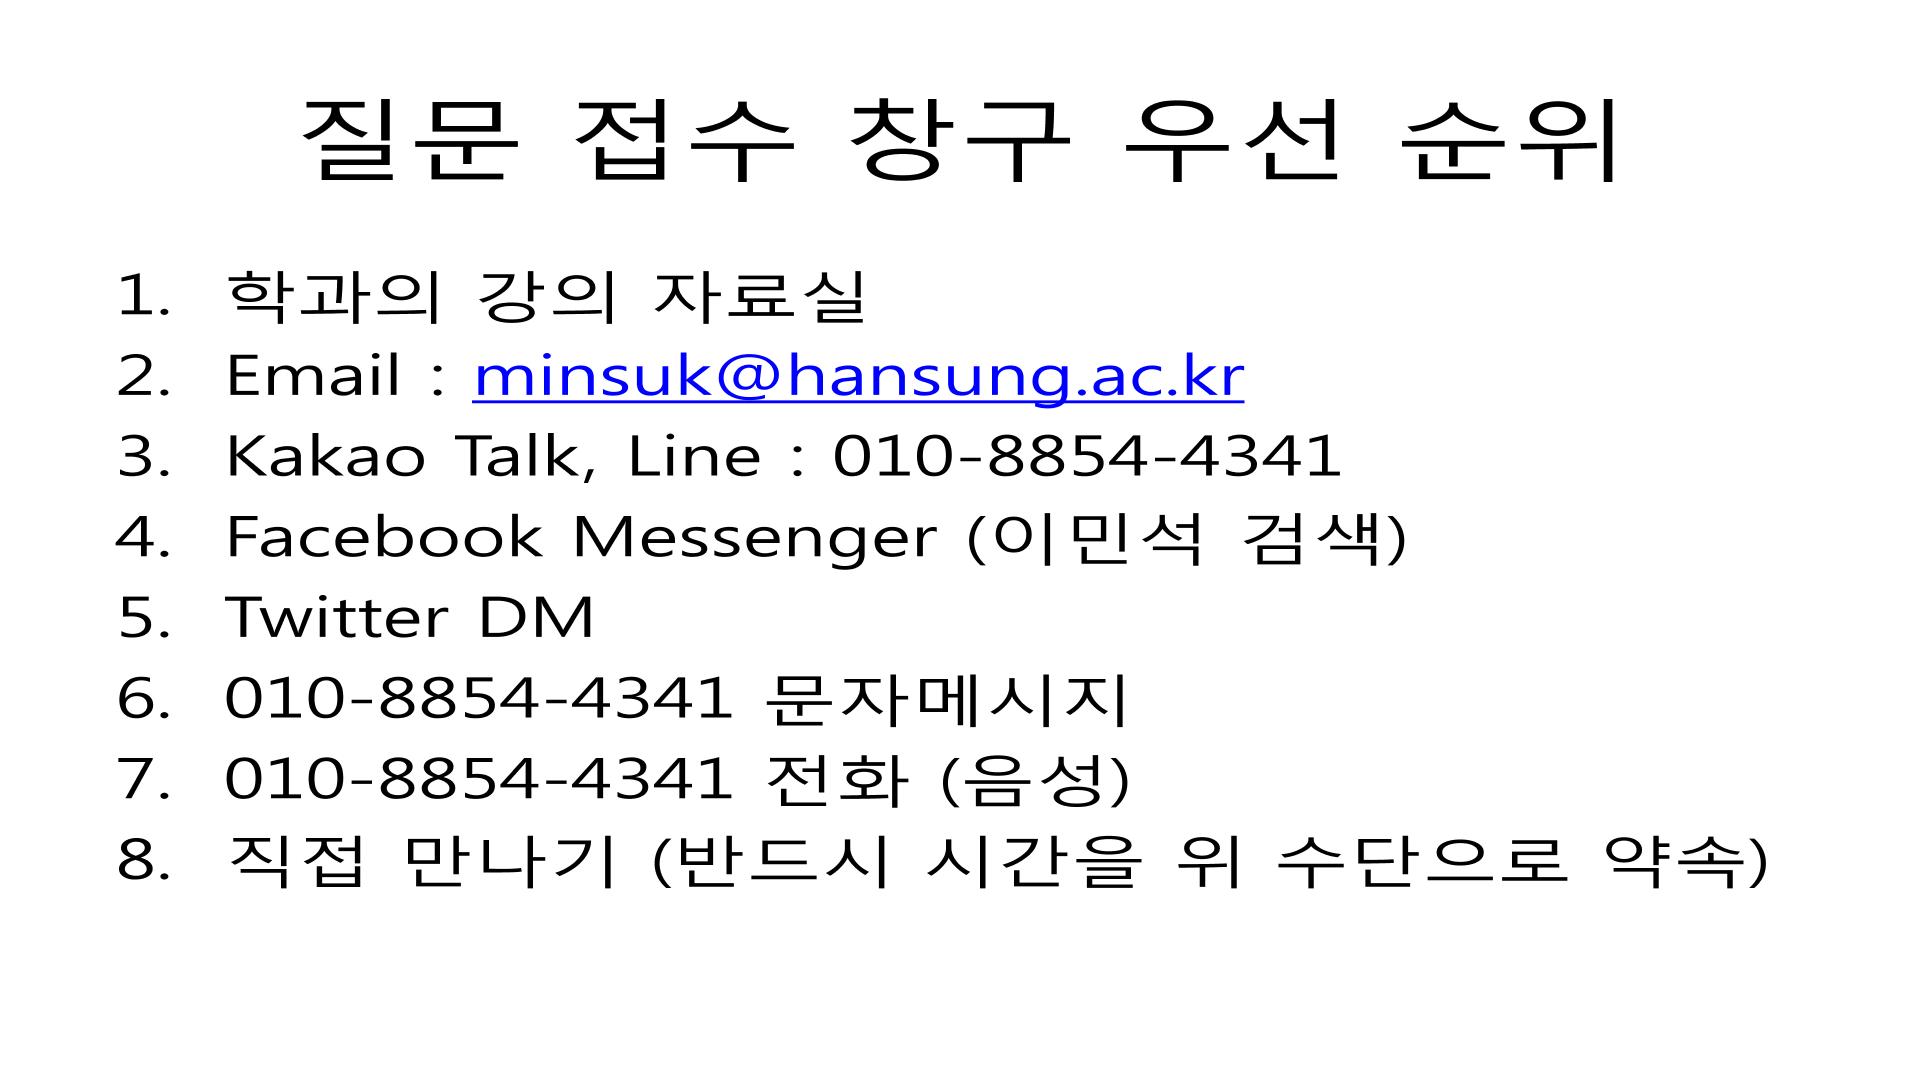 질문 접수 창구 우선 순위
1. 학과의 강의 자료실
2. Email : minsuk@hansung.ac.kr
3. Kakao Talk, Line : 010-8854-4341
4. Facebook Messenger (이민석 검색)
5. Twitter DM
6. 010-8854-4341 문자메시지
7. 010-8854-4341 전화 (음성)
8. 직접 만나기 (반드시 시간을 위 수단으로 약속)